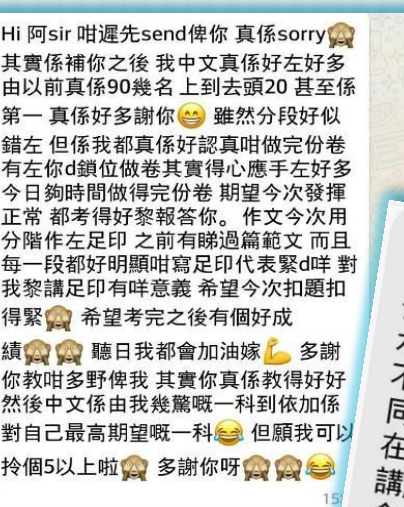 Hi 阿sir 咁遲先send俾你 真係sorry🙈
其實係補你之後 我中文真係好左好多
由以前真係90幾名 上到去頭20 甚至係
第一 真係好多謝你😁 雖然分段好似
錯左 但係我都真係好認真咁做完份卷
有左你d鎖位做卷其實得心應手左好多
今日夠時間做得完份卷 期望今次發揮
正常 都考得好黎報答你。 作文今次用
分階作左足印 之前有睇過篇範文 而且
每一段都好明顯咁寫足印代表緊d咩 對
我黎講足印有咩意義 希望今次扣題扣
得緊🙈 希望考完之後有個好成
績🙈🙈 聽日我都會加油嫁💪 多謝
你教咁多野俾我 其實你真係教得好好
然後中文係由我幾驚嘅一科到依加係
對自己最高期望嘅一科😂 但願我可以
拎個5以上啦🙈 多謝你呀🙈🙈😂
15
不
同
在
講